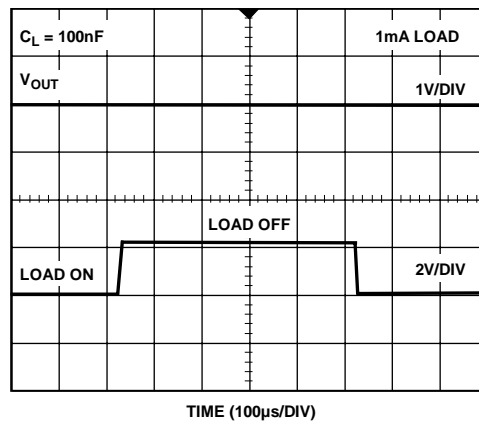 C_L = 100nF 1mA LOAD
V_OUT 1V/DIV
LOAD OFF
LOAD ON 2V/DIV
TIME (100µs/DIV)